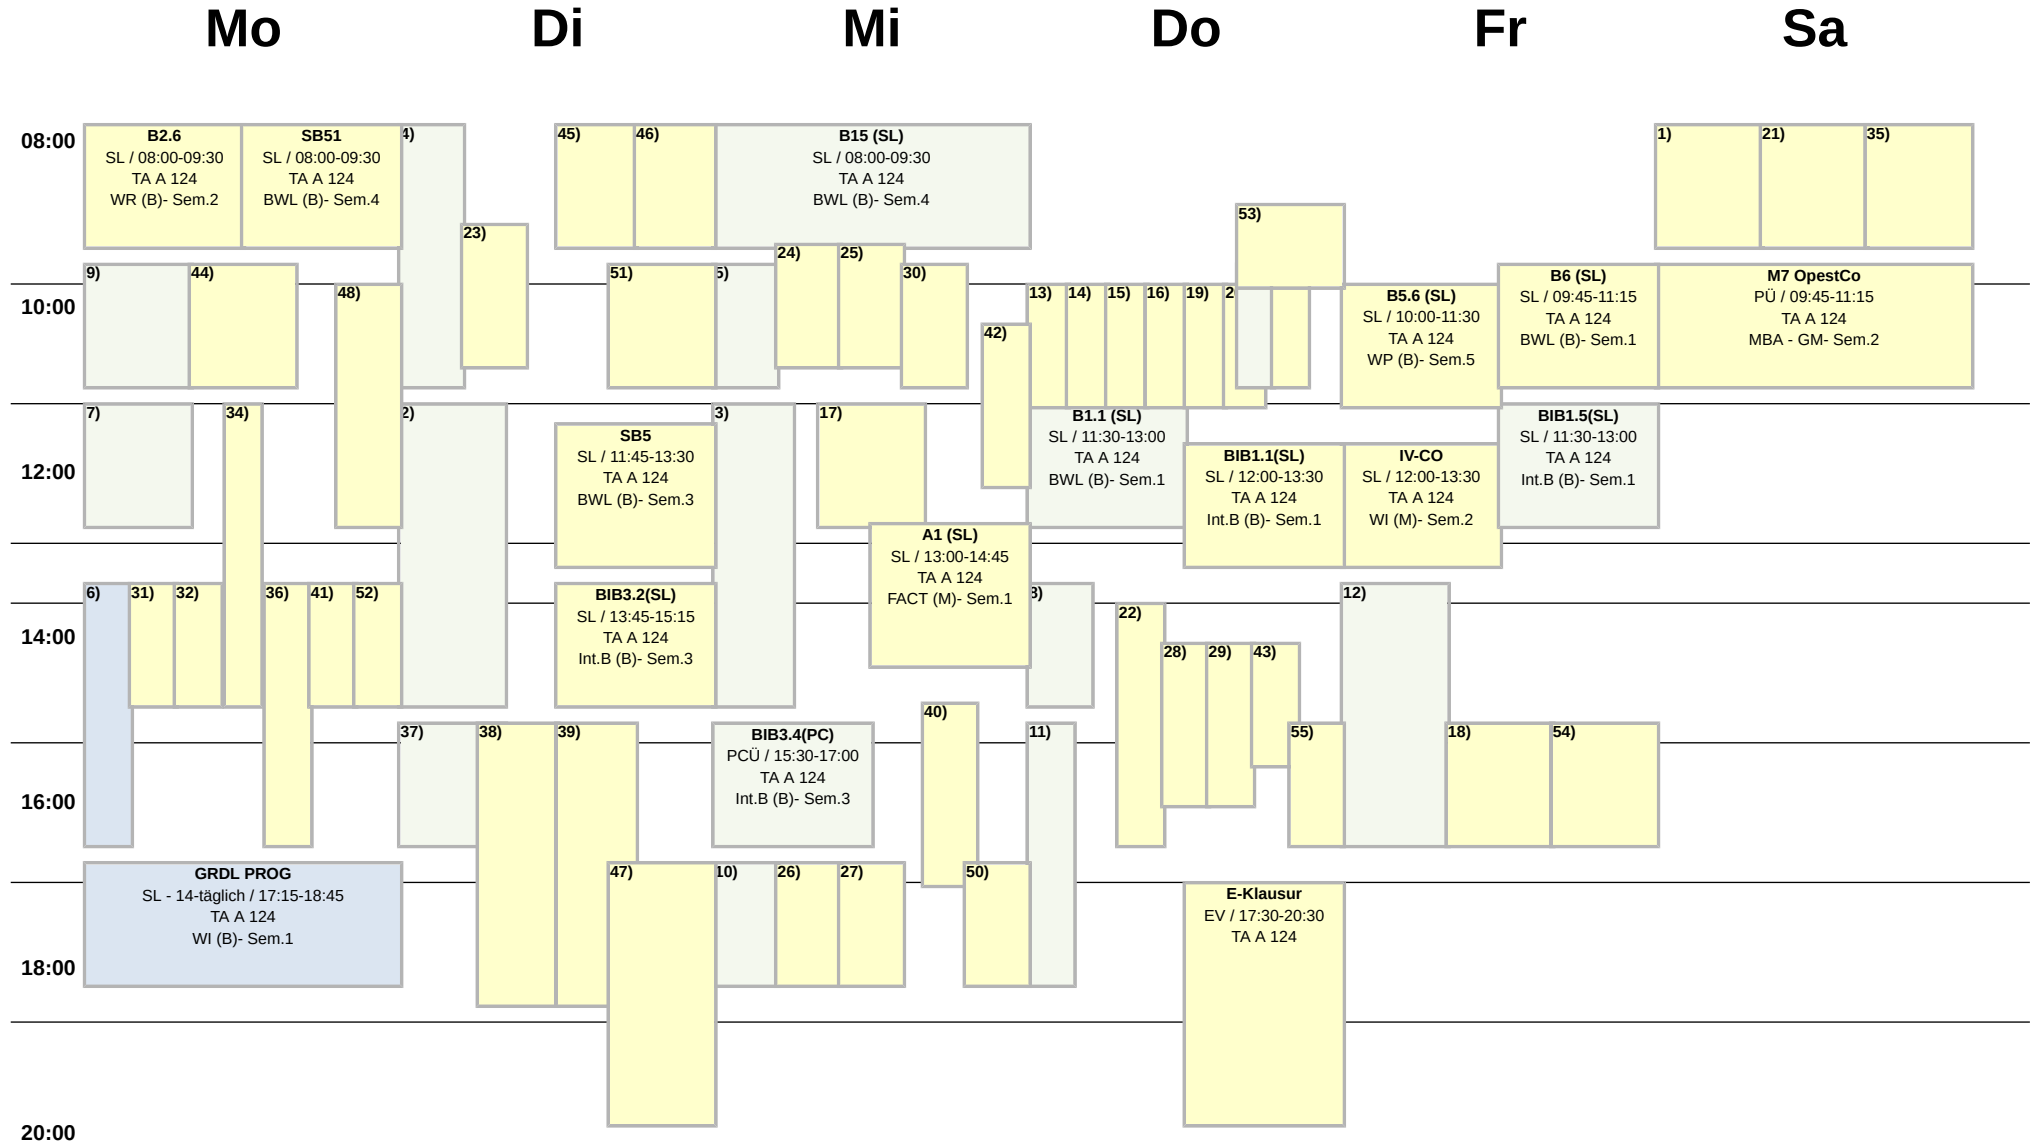 Mo Di Mi Do Fr Sa
08:00
B2.6
SL / 08:00-09:30
TA A 124
WR (B)- Sem.2
SB51
SL / 08:00-09:30
TA A 124
BWL (B)- Sem.4
4)
45)
46)
B15 (SL)
SL / 08:00-09:30
TA A 124
BWL (B)- Sem.4
1)
21)
35)
53)
23)
24)
25)
9)
44)
51)
5)
30)
B6 (SL)
SL / 09:45-11:15
TA A 124
BWL (B)- Sem.1
M7 OpestCo
PÜ / 09:45-11:15
TA A 124
MBA - GM- Sem.2
10:00
48)
13)
14)
15)
16)
19)
B5.6 (SL)
SL / 10:00-11:30
TA A 124
WP (B)- Sem.5
42)
7)
34)
2)
3)
17)
B1.1 (SL)
SL / 11:30-13:00
TA A 124
BWL (B)- Sem.1
BIB1.5(SL)
SL / 11:30-13:00
TA A 124
Int.B (B)- Sem.1
SB5
SL / 11:45-13:30
TA A 124
BWL (B)- Sem.3
12:00
BIB1.1(SL)
SL / 12:00-13:30
TA A 124
Int.B (B)- Sem.1
IV-CO
SL / 12:00-13:30
TA A 124
WI (M)- Sem.2
A1 (SL)
SL / 13:00-14:45
TA A 124
FACT (M)- Sem.1
6)
31)
32)
36)
41)
52)
BIB3.2(SL)
SL / 13:45-15:15
TA A 124
Int.B (B)- Sem.3
8)
12)
22)
14:00
28)
29)
43)
40)
37)
38)
39)
BIB3.4(PC)
PCÜ / 15:30-17:00
TA A 124
Int.B (B)- Sem.3
11)
55)
18)
54)
16:00
GRDL PROG
SL - 14-täglich / 17:15-18:45
TA A 124
WI (B)- Sem.1
47)
10)
26)
27)
50)
E-Klausur
EV / 17:30-20:30
TA A 124
18:00
20:00